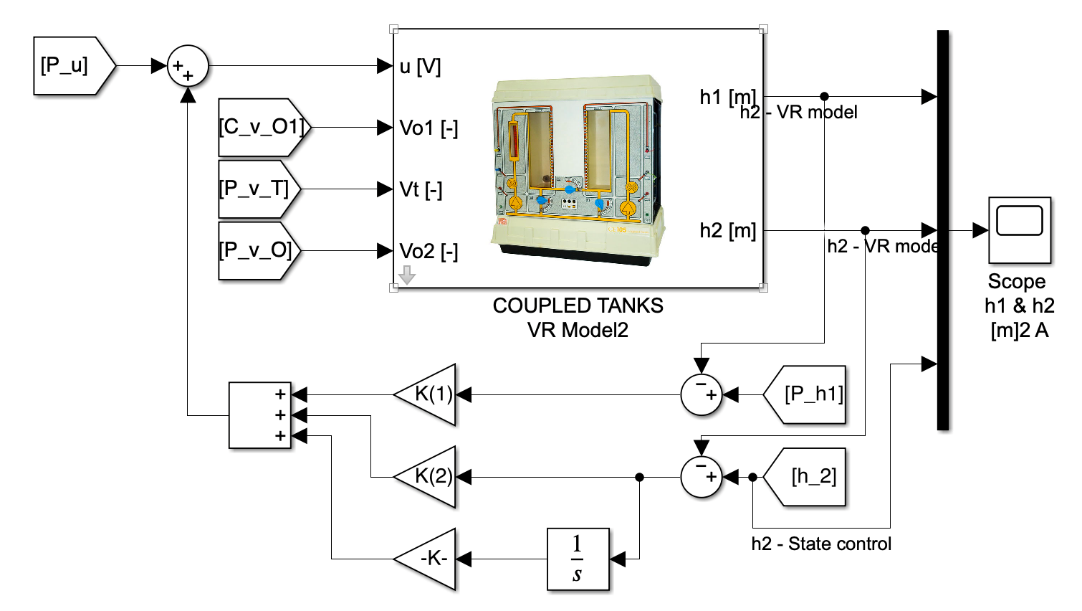 [P_u]
+
+
u [V]
h1 [m]
h2 - VR model
[C_v_O1]
Vo1 [-]
[P_v_T]
Vt [-]
h2 [m]
h2 - VR mode
[P_v_O]
Vo2 [-]
Scope
h1 & h2
[m]2 A
COUPLED TANKS
VR Model2
+
+
+
K(1)
−
+
[P_h1]
K(2)
−
+
[h_2]
-K-
1
s
h2 - State control